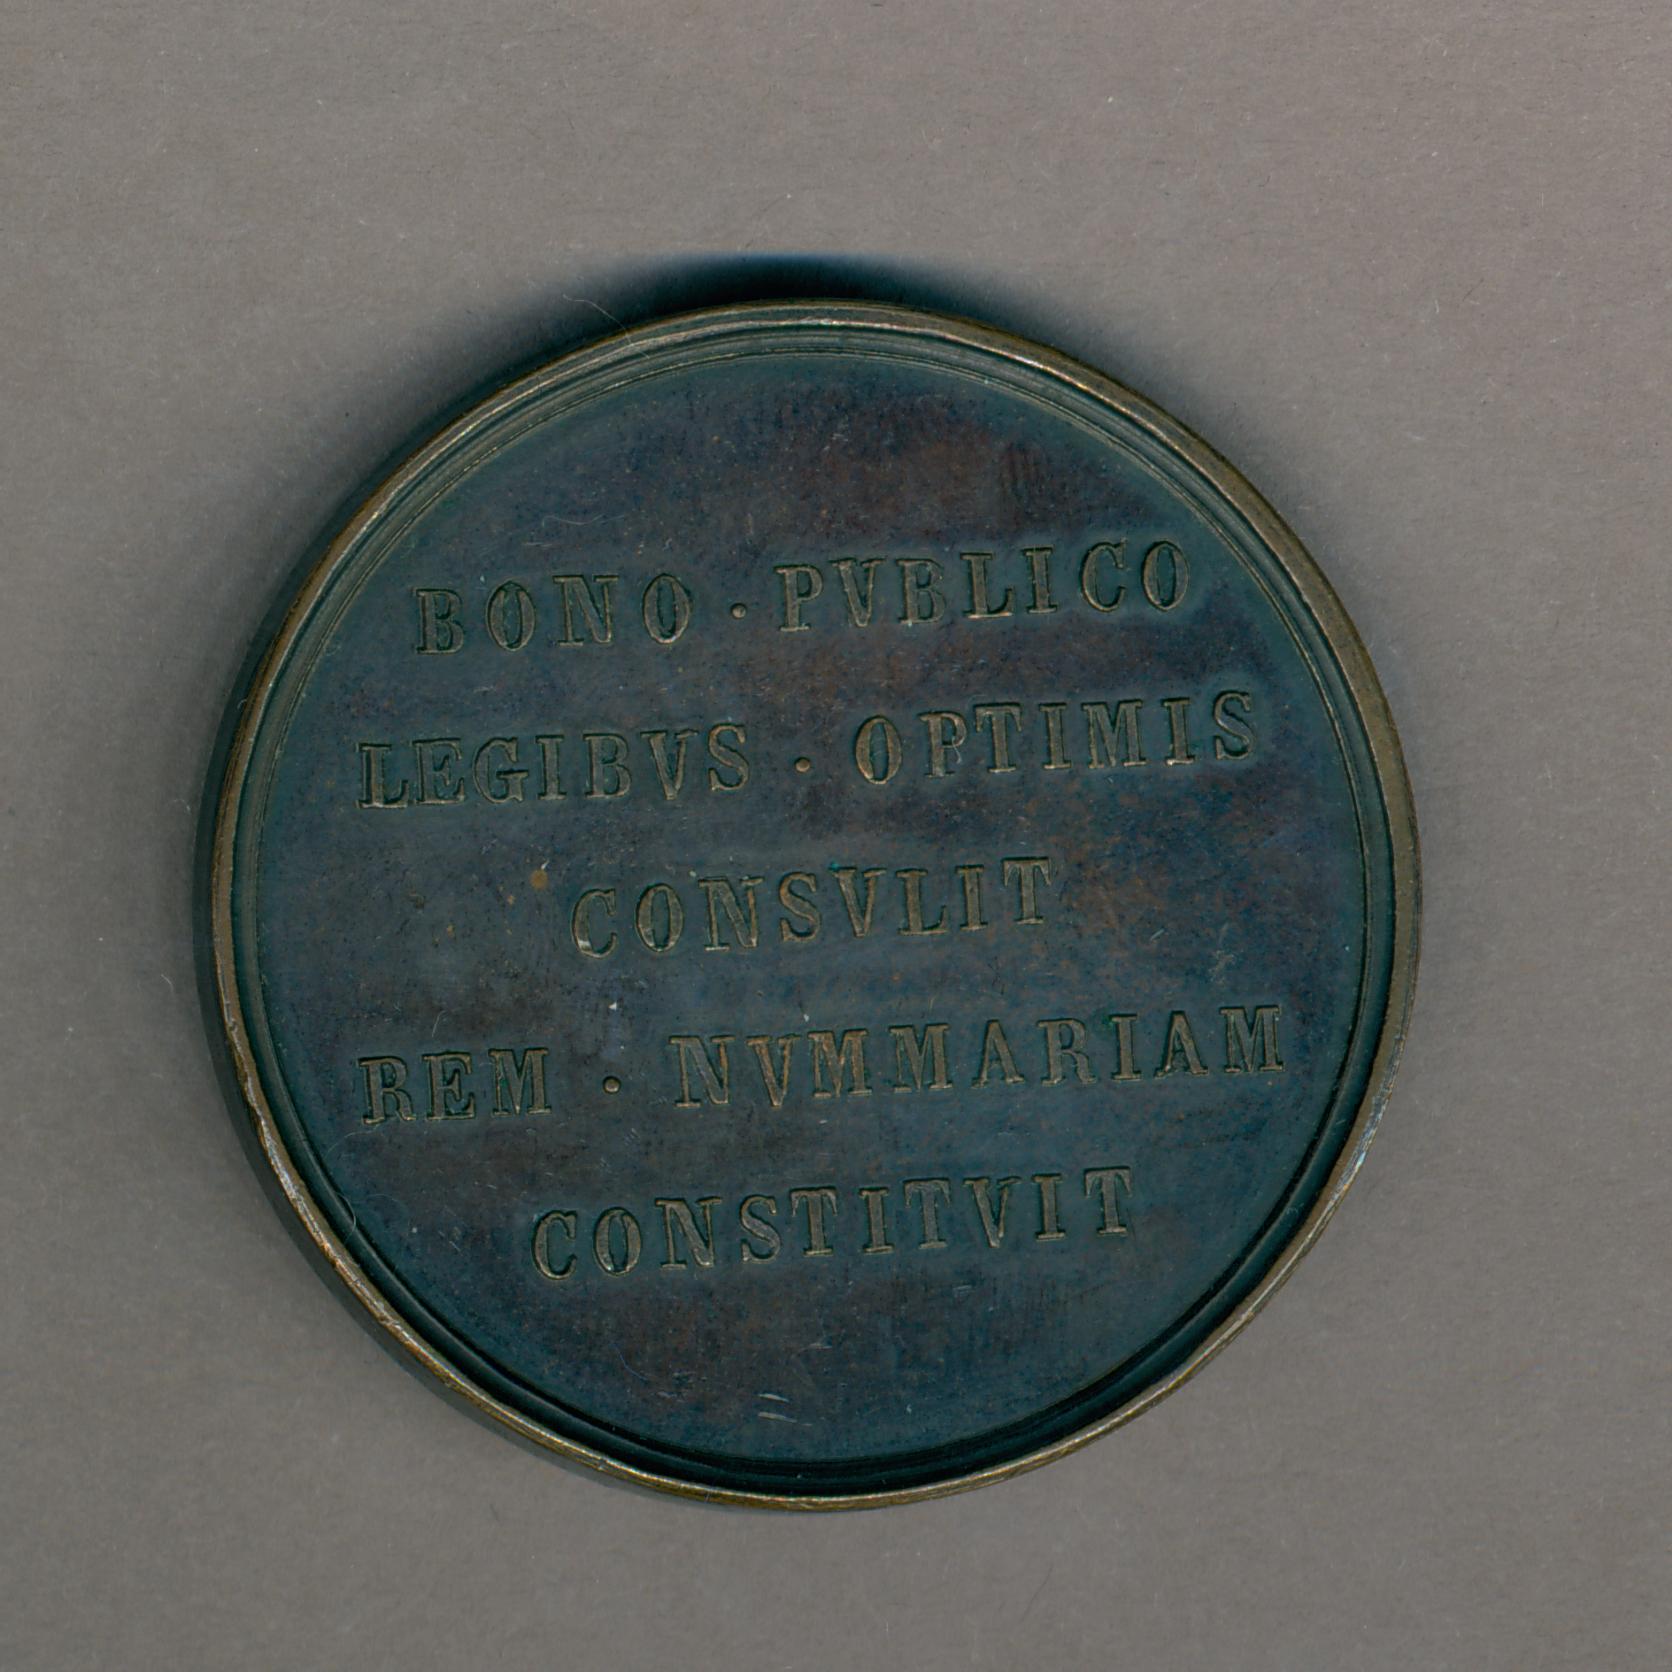 BONO · PVBLICO
LEGIBVS · OPTIMIS
CONSVLIT
REM · NVMMARIAM
CONSTITVIT